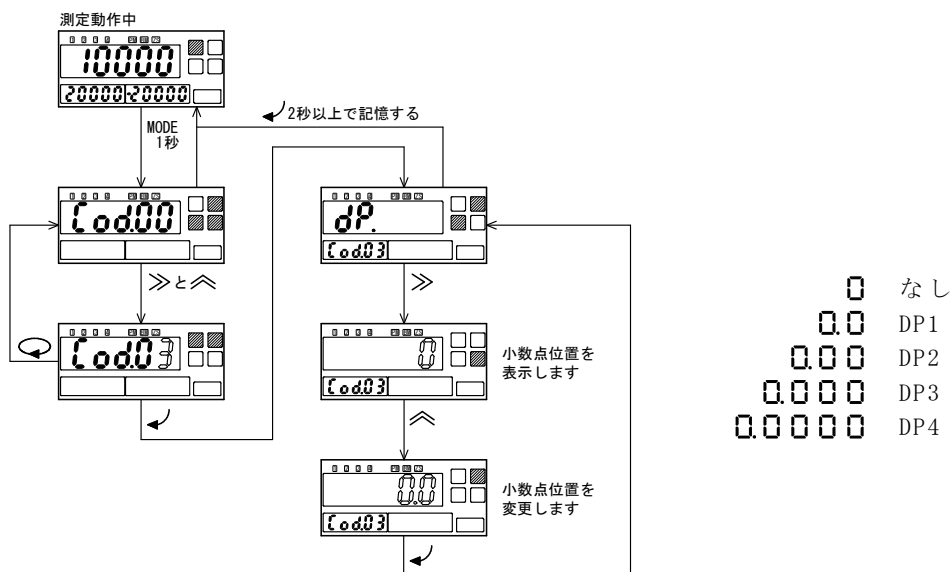 測定動作中
10000
20000
-20000
MODE
1秒
2秒以上で記憶する
Cod.00
≫と︽
Cod.03
dP.
Cod.03
≫
0
Cod.03
小数点位置を
表示します
︽
0.0
Cod.03
小数点位置を
変更します
0 なし
0.0 DP1
0.00 DP2
0.000 DP3
0.0000 DP4